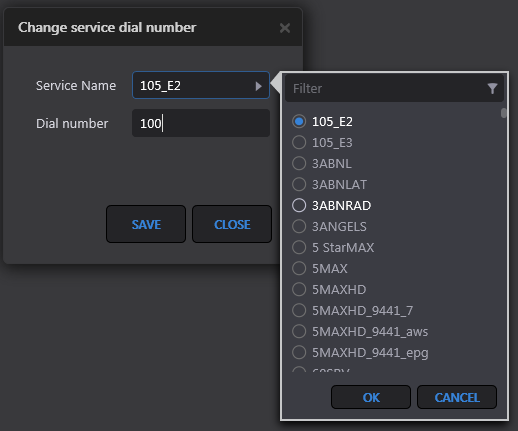 Change service dial number
Service Name 105_E2
Dial number 100
SAVE CLOSE
Filter
105_E2
105_E3
3ABNL
3ABNLAT
3ABNRAD
3ANGELS
5 StarMAX
5MAX
5MAXHD
5MAXHD_9441_7
5MAXHD_9441_aws
5MAXHD_9441_epg
OK CANCEL